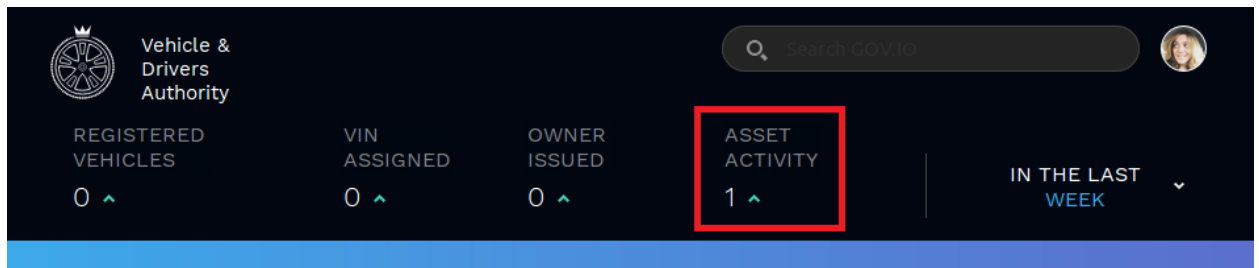 Vehicle &
Drivers
Authority
Search GOV.IO
REGISTERED
VEHICLES
0
VIN
ASSIGNED
0
OWNER
ISSUED
0
ASSET
ACTIVITY
1
IN THE LAST
WEEK